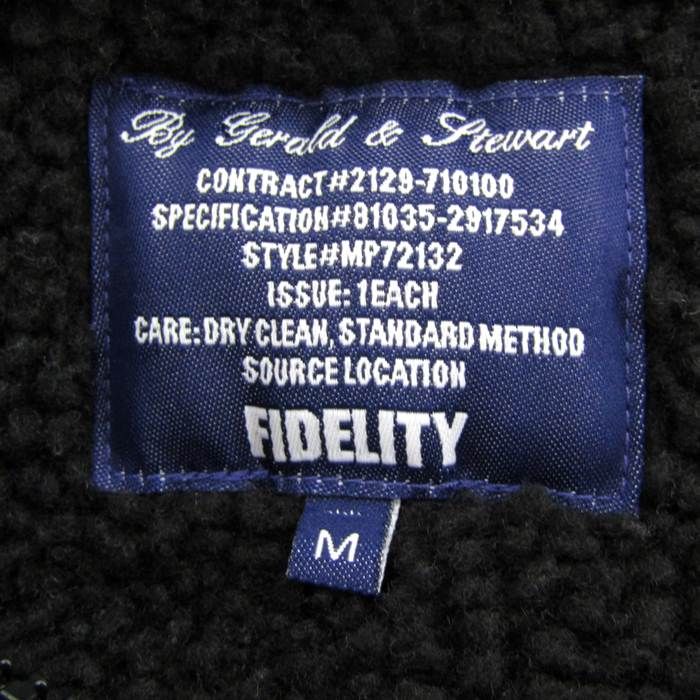 By Gerald & Stewart
CONTRACT#2129-710100
SPECIFICATION#81035-2917534
STYLE#MP72132
ISSUE: 1EACH
CARE: DRY CLEAN, STANDARD METHOD
SOURCE LOCATION
FIDELITY
M